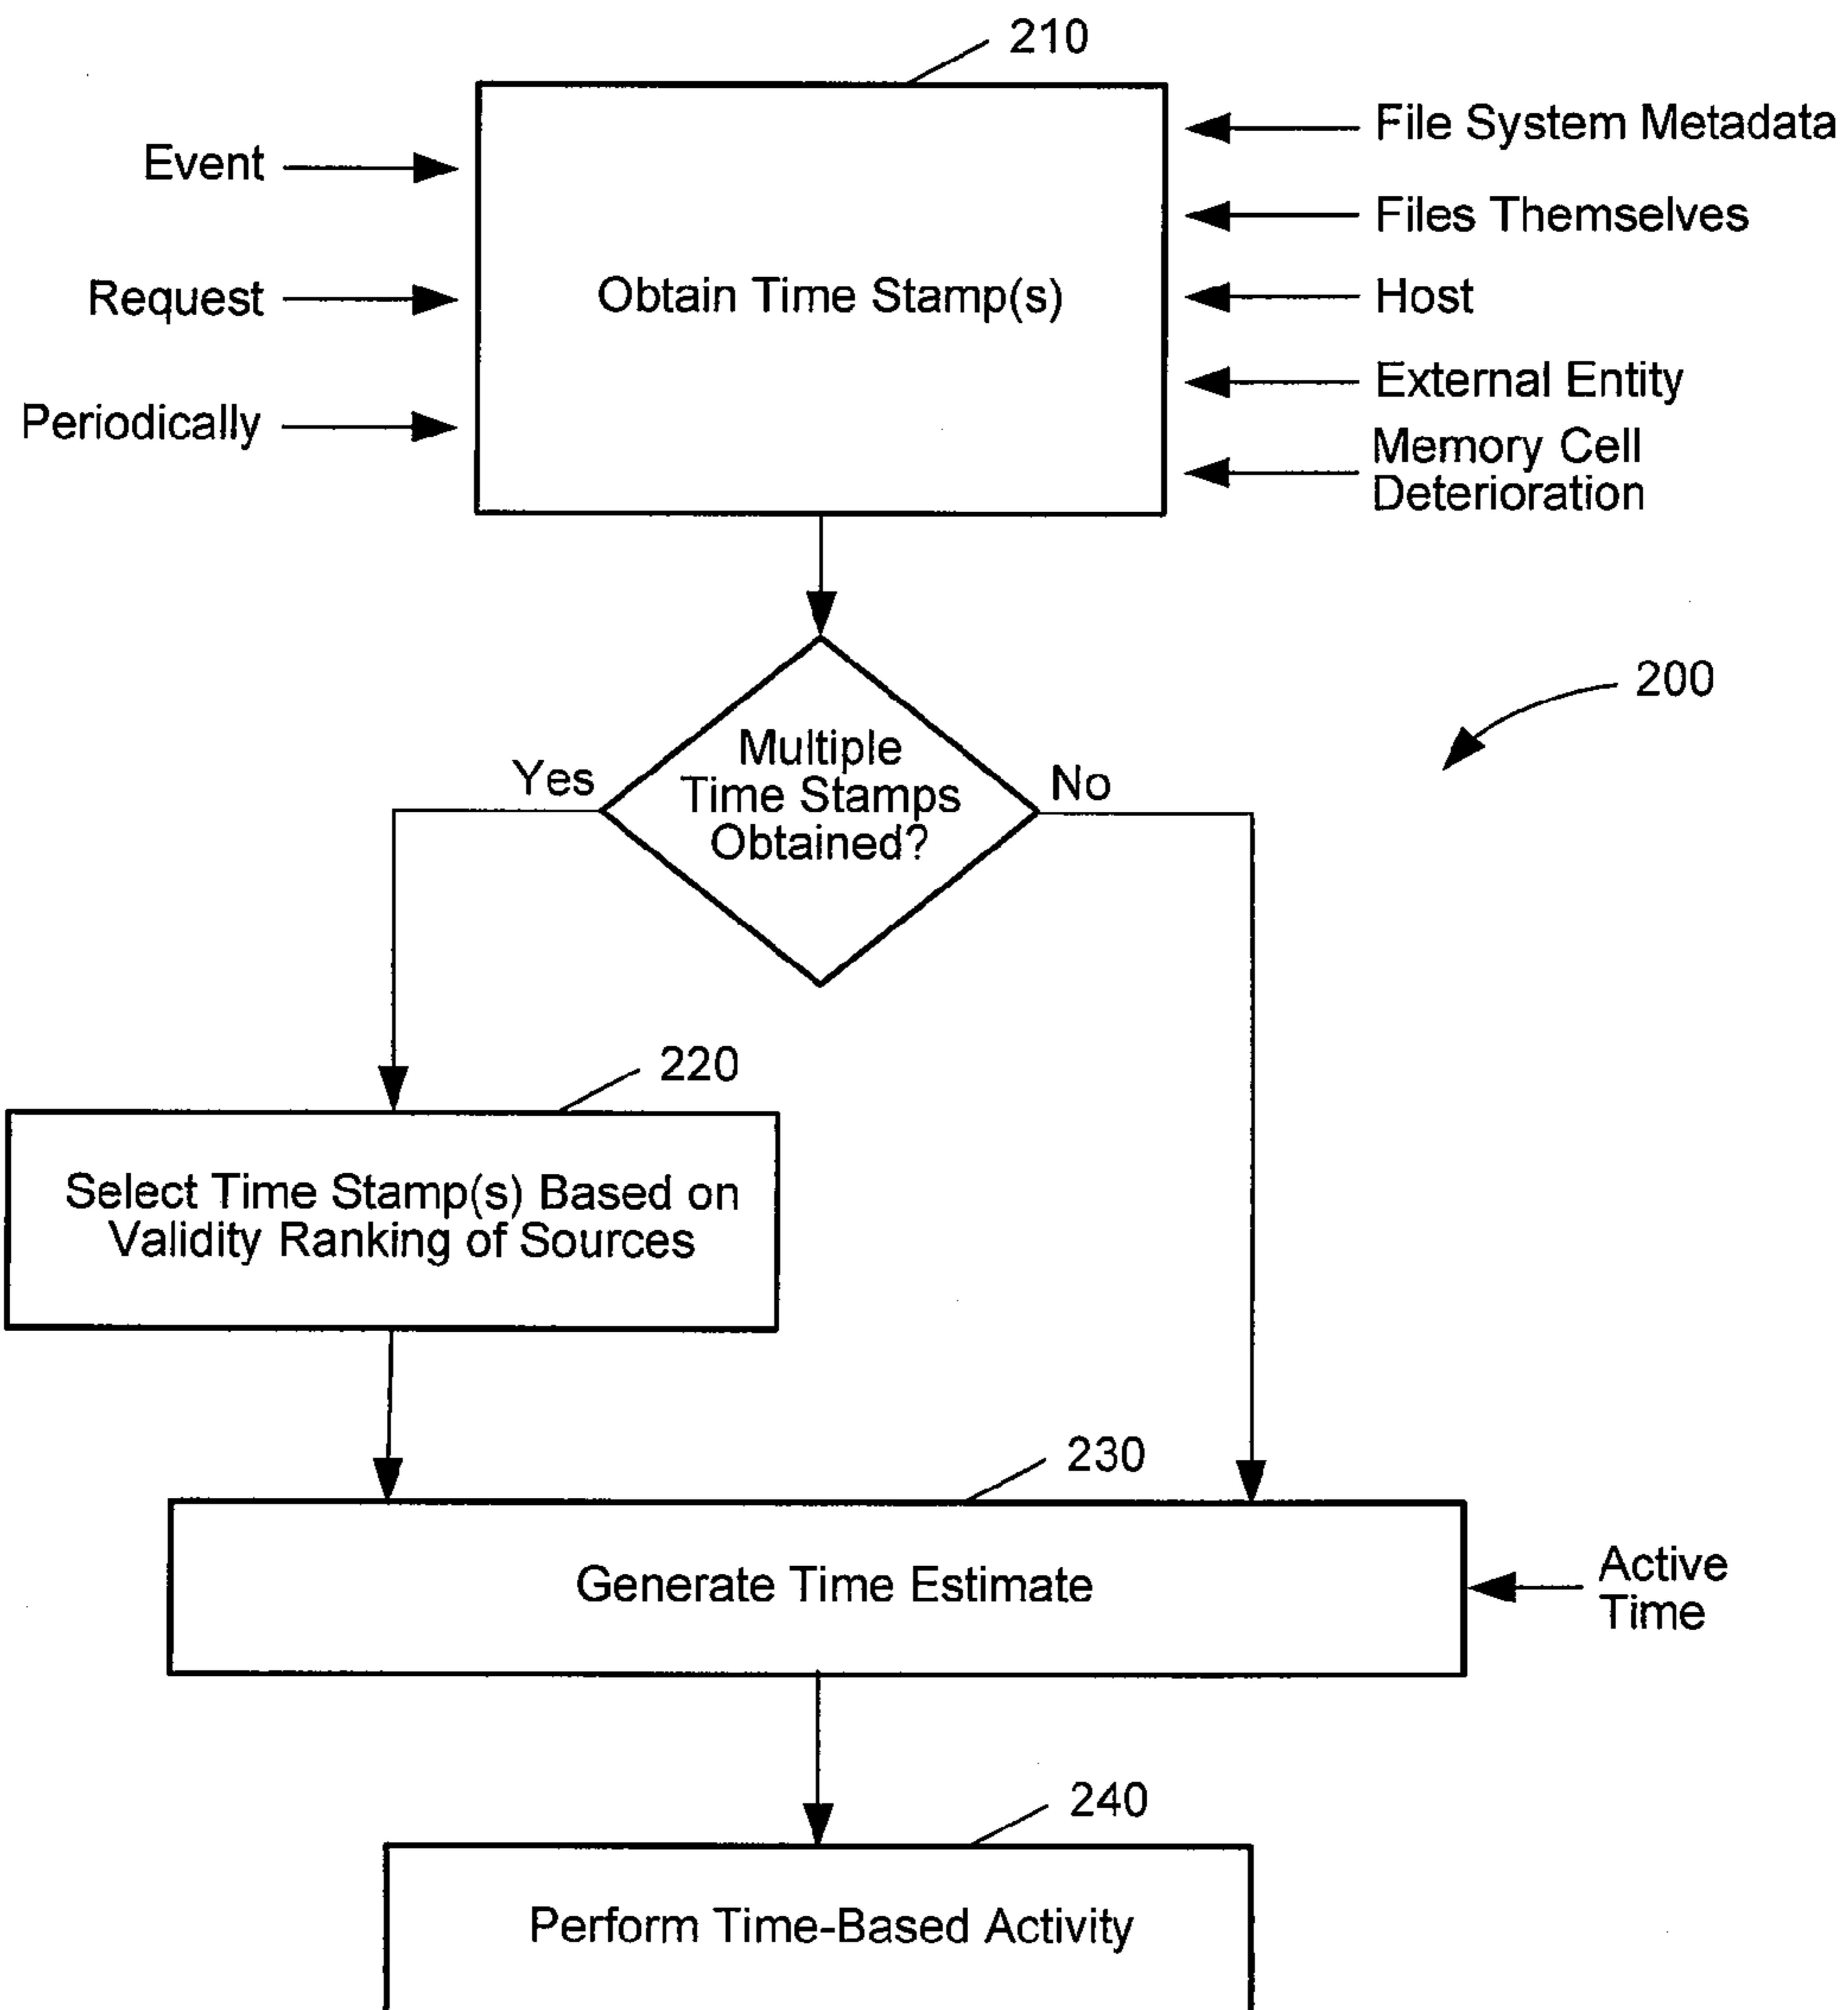 210
File System Metadata
Event
Files Themselves
Request
Obtain Time Stamp(s)
Host
External Entity
Periodically
Memory Cell
Deterioration
200
Multiple
Time Stamps
Obtained?
Yes
No
220
Select Time Stamp(s) Based on
Validity Ranking of Sources
230
Generate Time Estimate
Active
Time
240
Perform Time-Based Activity